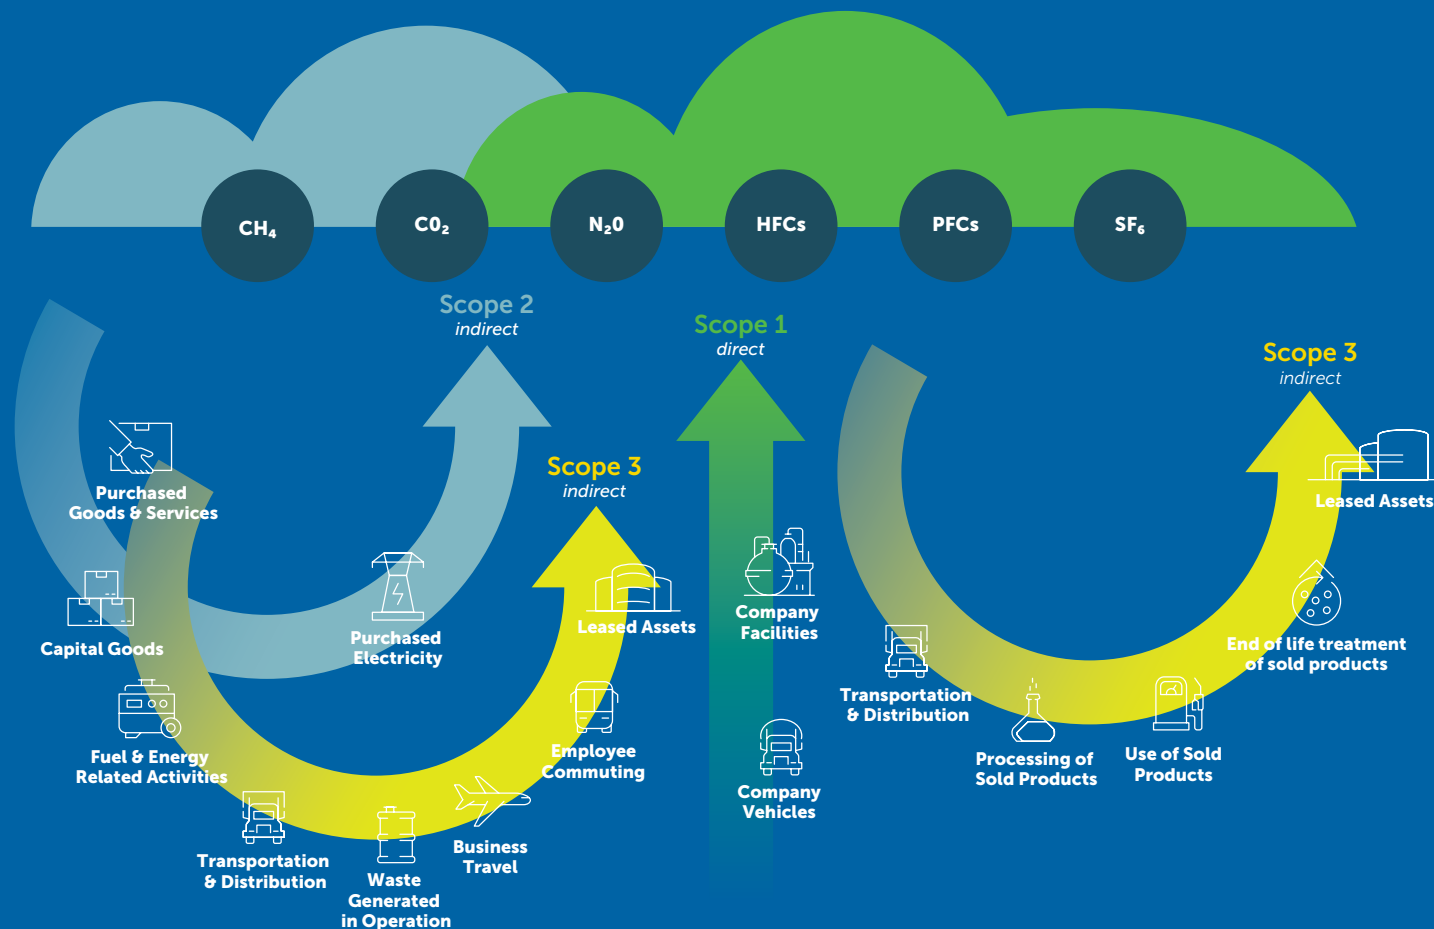 CH₄
C0₂
N₂0
HFCs
PFCs
SF₆
Scope 2
indirect
Scope 1
direct
Scope 3
indirect
Scope 3
indirect
Purchased
Goods & Services
Capital Goods
Fuel & Energy
Related Activities
Transportation
& Distribution
Waste
Generated
in Operation
Business
Travel
Employee
Commuting
Leased Assets
Purchased
Electricity
Company
Facilities
Company
Vehicles
Transportation
& Distribution
Processing of
Sold Products
Use of Sold
Products
End of life treatment
of sold products
Leased Assets